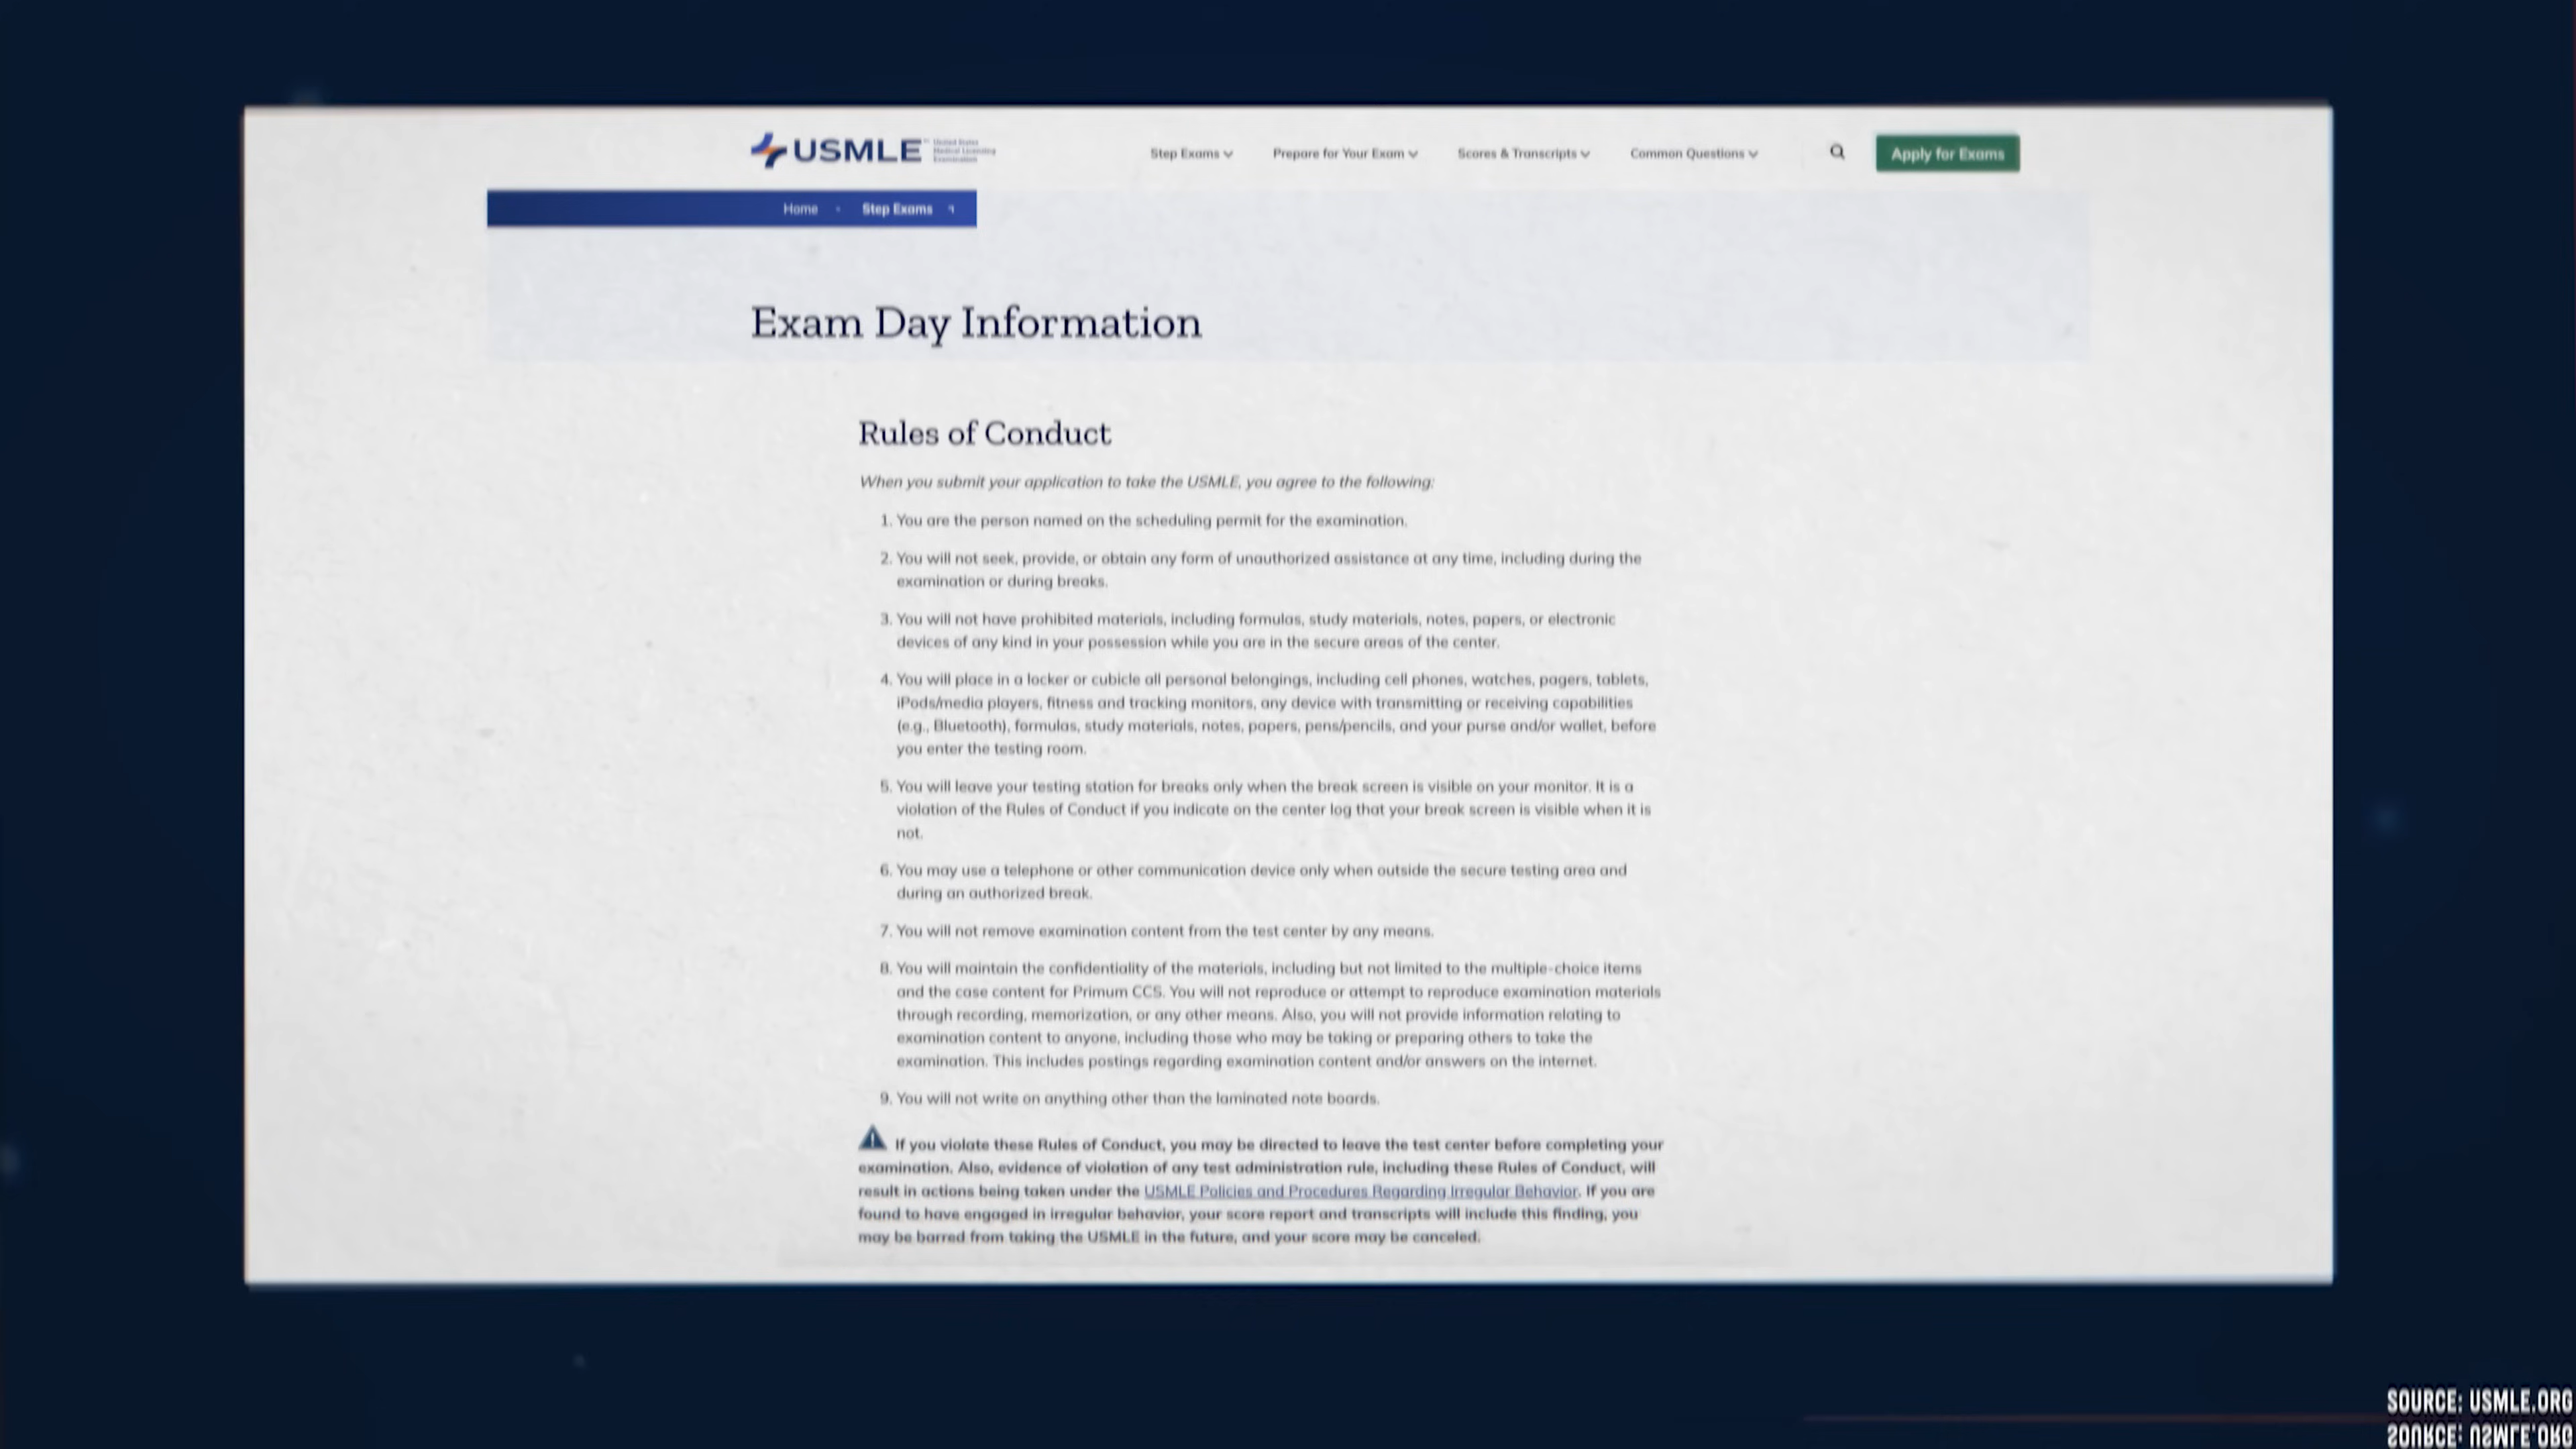 USMLE United States Medical Licensing Examination
Step Exams
Prepare for Your Exam
Scores & Transcripts
Common Questions
Apply for Exams
Home
Step Exams
Exam Day Information
Rules of Conduct
When you submit your application to take the USMLE, you agree to the following:
1. You are the person named on the scheduling permit for the examination.
2. You will not seek, provide, or obtain any form of unauthorized assistance at any time, including during the
examination or during breaks.
3. You will not have prohibited materials, including formulas, study materials, notes, papers, or electronic
devices of any kind in your possession while you are in the secure areas of the center.
4. You will place in a locker or cubicle all personal belongings, including cell phones, watches, pagers, tablets,
iPods/media players, fitness and tracking monitors, any device with transmitting or receiving capabilities
(e.g., Bluetooth), formulas, study materials, notes, papers, pens/pencils, and your purse and/or wallet, before
you enter the testing room.
5. You will leave your testing station for breaks only when the break screen is visible on your monitor. It is a
violation of the Rules of Conduct if you indicate on the center log that your break screen is visible when it is
not.
6. You may use a telephone or other communication device only when outside the secure testing area and
during an authorized break.
7. You will not remove examination content from the test center by any means.
8. You will maintain the confidentiality of the materials, including but not limited to the multiple-choice items
and the case content for Primum CCS. You will not reproduce or attempt to reproduce examination materials
through recording, memorization, or any other means. Also, you will not provide information relating to
examination content to anyone, including those who may be taking or preparing others to take the
examination. This includes postings regarding examination content and/or answers on the internet.
9. You will not write on anything other than the laminated note boards.
If you violate these Rules of Conduct, you may be directed to leave the test center before completing your
examination. Also, evidence of violation of any test administration rule, including these Rules of Conduct, will
result in actions being taken under the USMLE Policies and Procedures Regarding Irregular Behavior. If you are
found to have engaged in irregular behavior, your score report and transcripts will include this finding, you
may be barred from taking the USMLE in the future, and your score may be canceled.
SOURCE: USMLE.ORG